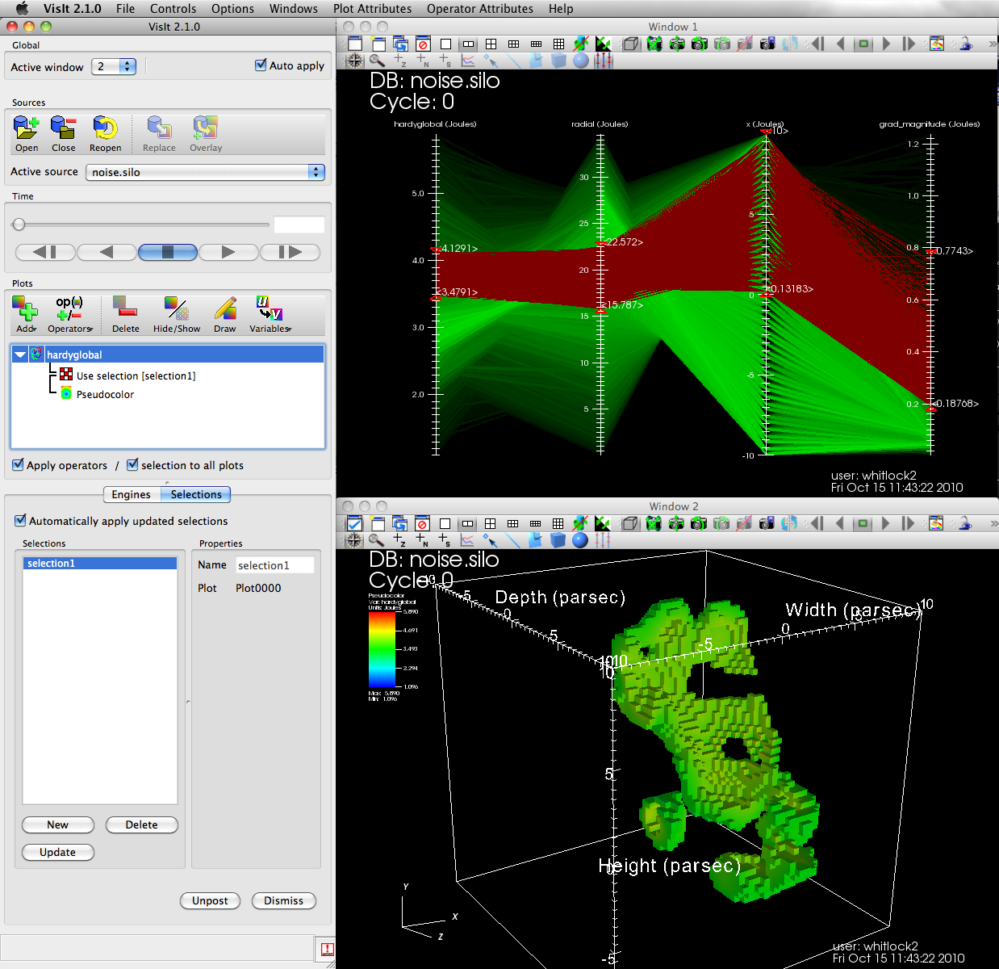 VisIt 2.1.0 File Controls Options Windows Plot Attributes Operator Attributes Help
VisIt 2.1.0
Global
Active window 2 Auto apply
Sources
Open Close Reopen Replace Overlay
Active source noise.silo
Time
Plots
op(·)
+/−
Add Operators Delete Hide/Show Draw Variables
hardyglobal
Use selection [selection1]
Pseudocolor
Apply operators / selection to all plots
Engines Selections
Automatically apply updated selections
Selections Properties
selection1
Name selection1
Plot Plot0000
New Delete
Update
Unpost Dismiss
Window 1
DB: noise.silo
Cycle: 0
hardyglobal (Joules) radial (Joules) x (Joules) grad_magnitude (Joules)
5.0
4.0
3.0
2.0
<4.1291>
<3.4791>
30
25
20
15
10
5
<22.572>
<15.787>
10>
5
0
-5
-10
<0.13183>
1.2
1.0
0.8
0.6
0.4
0.2
<0.7743>
<0.18768>
user: whitlock2
Fri Oct 15 11:43:22 2010
Window 2
DB: noise.silo
Cycle: 0
Pseudocolor
Var: hardyglobal
Units: Joules
5.890
4.691
3.493
2.294
1.096
Max: 5.890
Min: 1.096
Depth (parsec)
-10
-5
0
5
10
Width (parsec)
-10
-5
0
5
10
Height (parsec)
10
5
0
-5
Y
X
Z
user: whitlock2
Fri Oct 15 11:43:22 2010